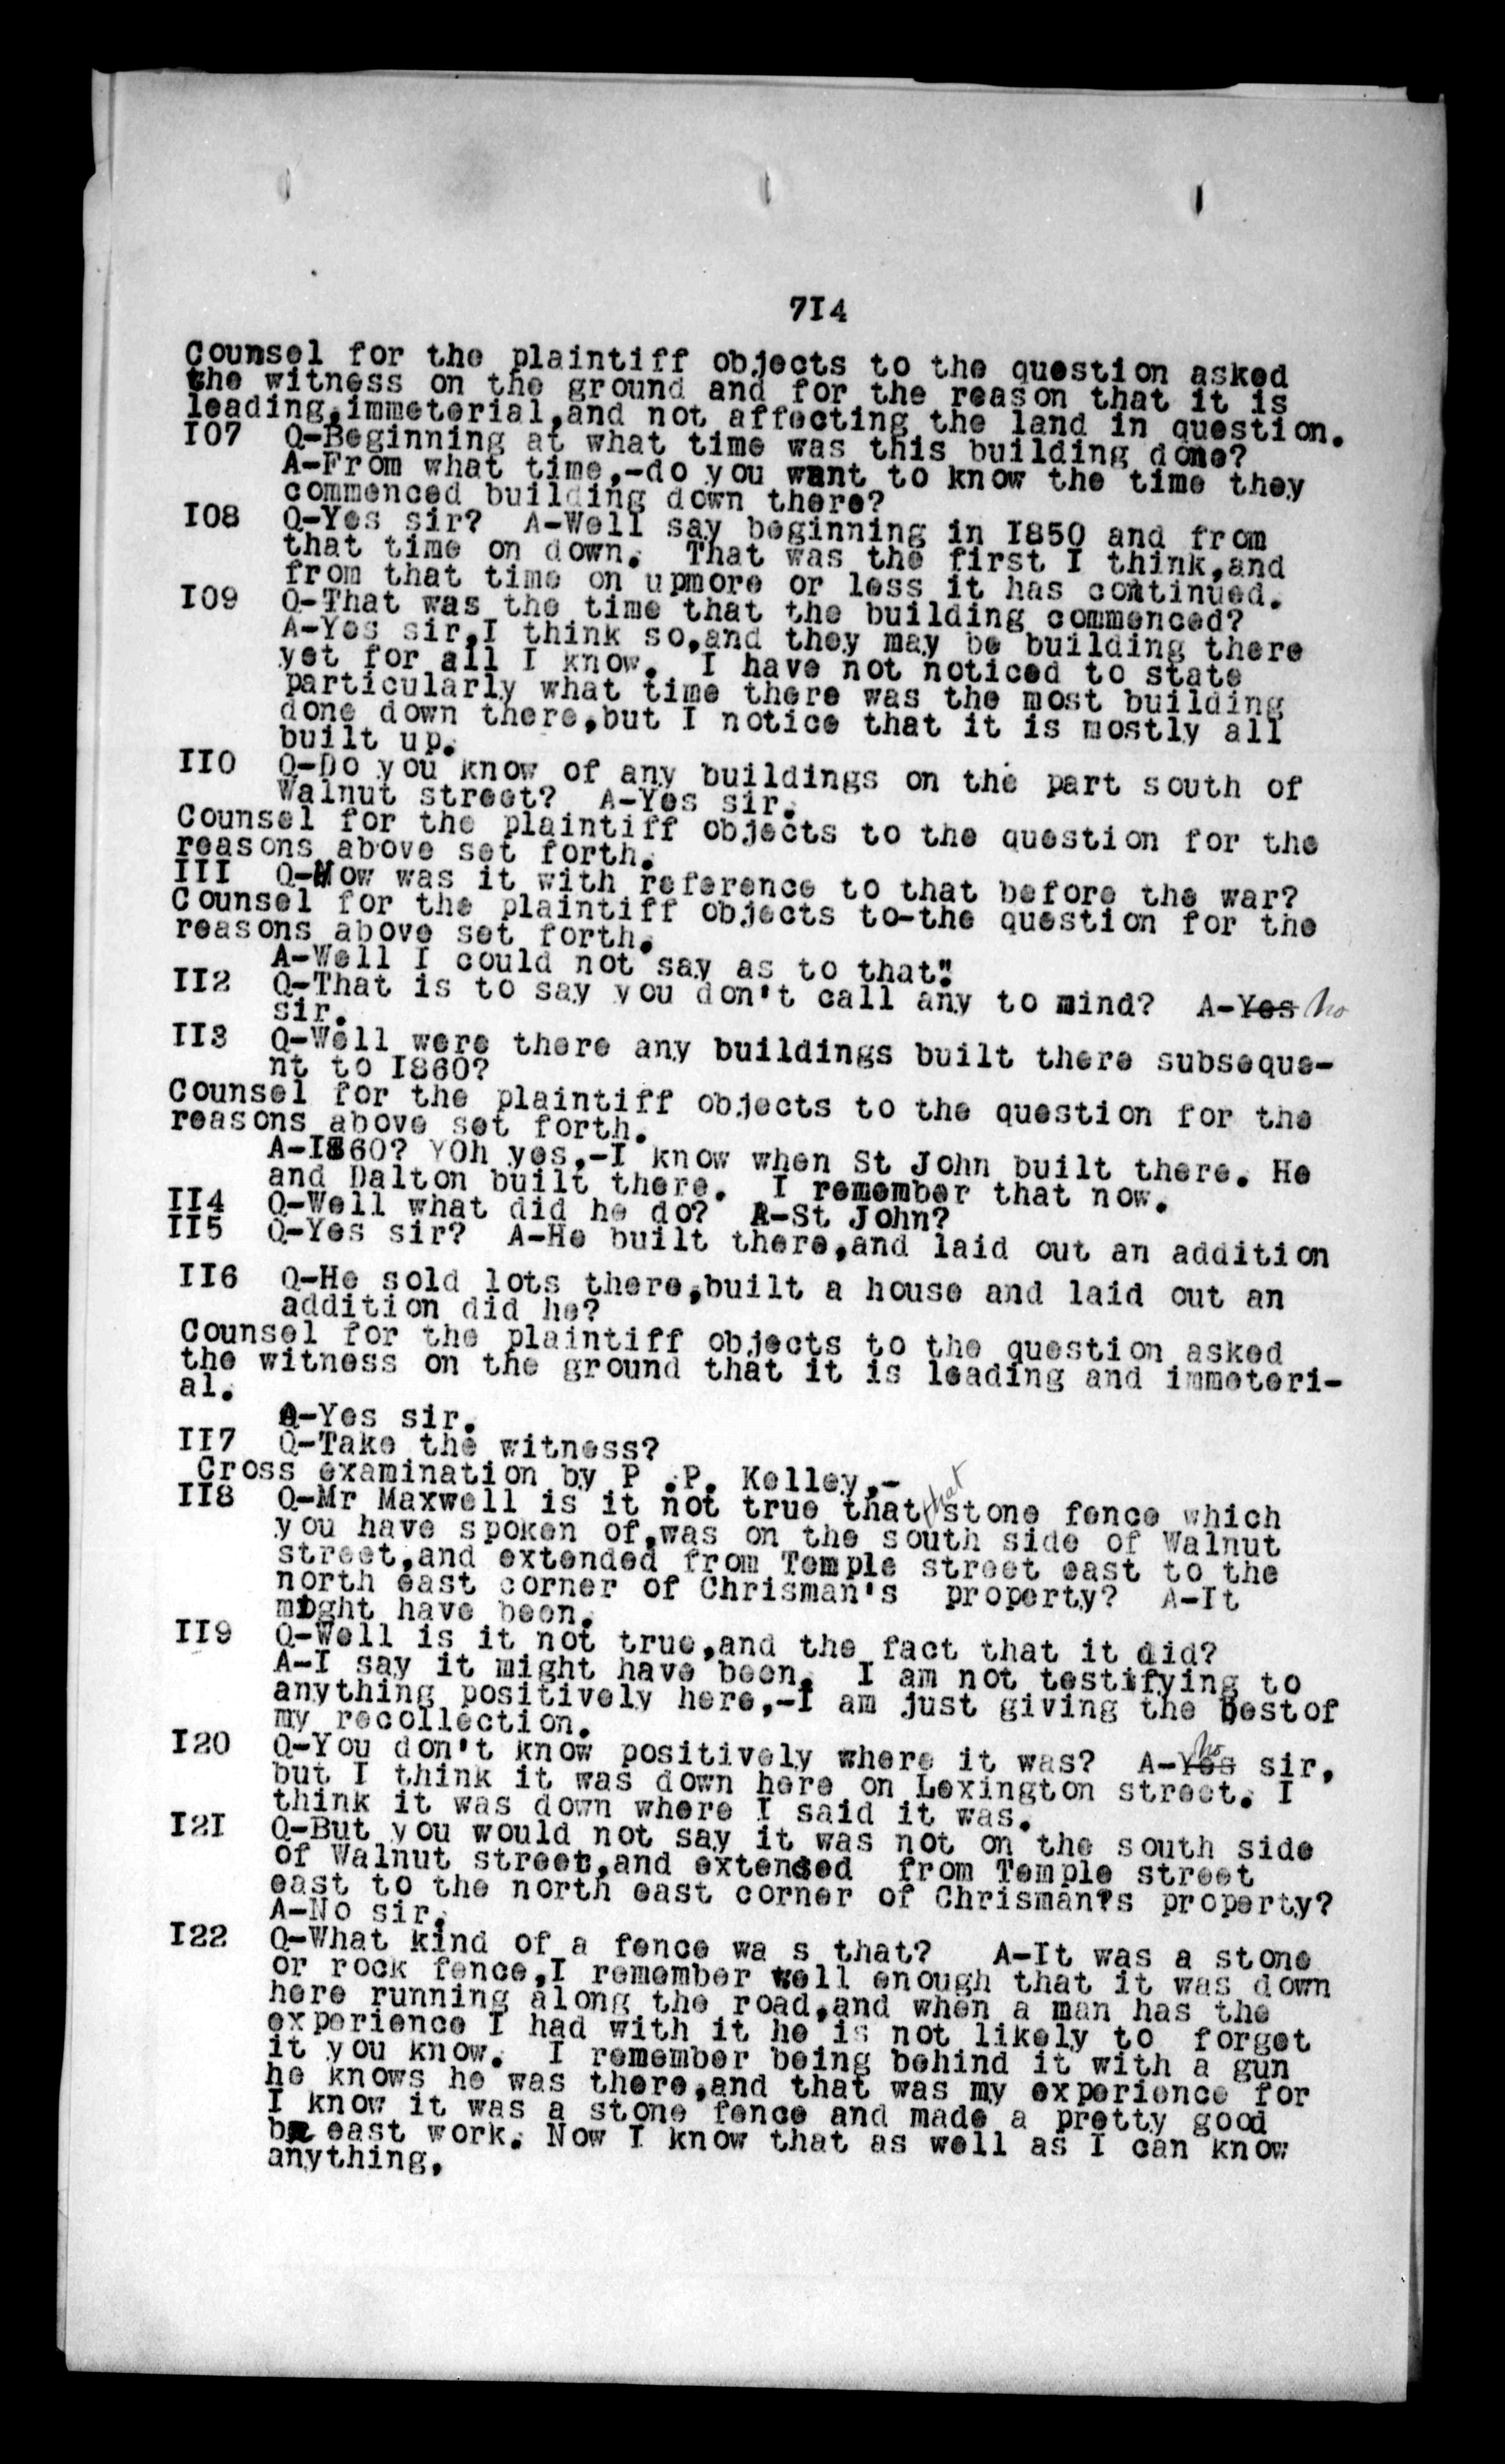 7I4
Counsel for the plaintiff objects to the question asked
the witness on the ground and for the reason that it is
leading,immeterial,and not affecting the land in question.
I07 Q-Beginning at what time was this building done?
A-From what time,-do you want to know the time they
commenced building down there?
I08 Q-Yes sir? A-Well say beginning in I850 and from
that time on down. That was the first I think,and
from that time on upmore or less it has continued.
I09 Q-That was the time that the building commenced?
A-Yes sir,I think so,and they may be building there
yet for all I know. I have not noticed to state
particularly what time there was the most building
done down there,but I notice that it is mostly all
built up.
II0 Q-Do you know of any buildings on the part south of
Walnut street? A-Yes sir.
Counsel for the plaintiff objects to the question for the
reasons above set forth.
III Q-How was it with reference to that before the war?
Counsel for the plaintiff objects to-the question for the
reasons above set forth.
A-Well I could not say as to that".
II2 Q-That is to say you don't call any to mind? A-Yes No
sir.
II3 Q-Well were there any buildings built there subseque-
nt to I860?
Counsel for the plaintiff objects to the question for the
reasons above set forth.
A-I860? YOh yes,-I know when St John built there. He
and Dalton built there. I remember that now.
II4 Q-Well what did he do? A-St John?
II5 Q-Yes sir? A-He built there,and laid out an addition
II6 Q-He sold lots there,built a house and laid out an
addition did he?
Counsel for the plaintiff objects to the question asked
the witness on the ground that it is leading and immeteri-
al.
A-Yes sir.
II7 Q-Take the witness?
Cross examination by P .P. Kelley,-
II8 Q-Mr Maxwell is it not true that that stone fence which
you have spoken of,was on the south side of Walnut
street,and extended from Temple street east to the
north east corner of Chrisman's property? A-It
might have been.
II9 Q-Well is it not true,and the fact that it did?
A-I say it might have been. I am not testifying to
anything positively here,-I am just giving the bestof
my recollection.
I20 Q-You don't know positively where it was? A-Yes No sir,
but I think it was down here on Lexington street. I
think it was down where I said it was.
I2I Q-But you would not say it was not on the south side
of Walnut street,and extended from Temple street
east to the north east corner of Chrisman's property?
A-No sir.
I22 Q-What kind of a fence wa s that? A-It was a stone
or rock fence,I remember well enough that it was down
here running along the road,and when a man has the
experience I had with it he is not likely to forget
it you know. I remember being behind it with a gun
he knows he was there,and that was my experience for
I know it was a stone fence and made a pretty good
br east work. Now I know that as well as I can know
anything.